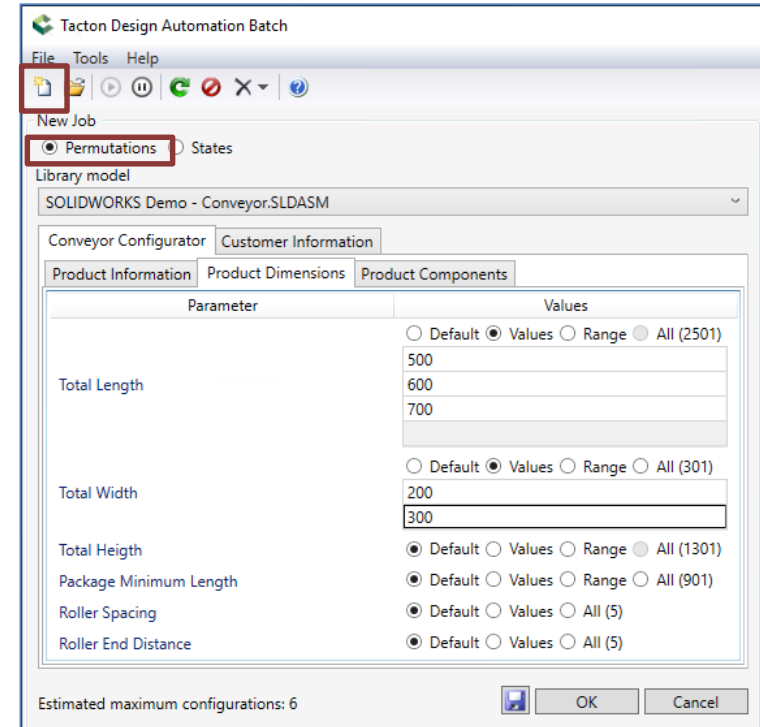 Tacton Design Automation Batch
File Tools Help
New Job
Permutations States
Library model
SOLIDWORKS Demo - Conveyor.SLDASM
Conveyor Configurator Customer Information
Product Information Product Dimensions Product Components
Parameter Values
Default Values Range All (2501)
500
Total Length 600
700
Default Values Range All (301)
Total Width 200
300
Total Heigth Default Values Range All (1301)
Package Minimum Length Default Values Range All (901)
Roller Spacing Default Values All (5)
Roller End Distance Default Values All (5)
Estimated maximum configurations: 6 OK Cancel